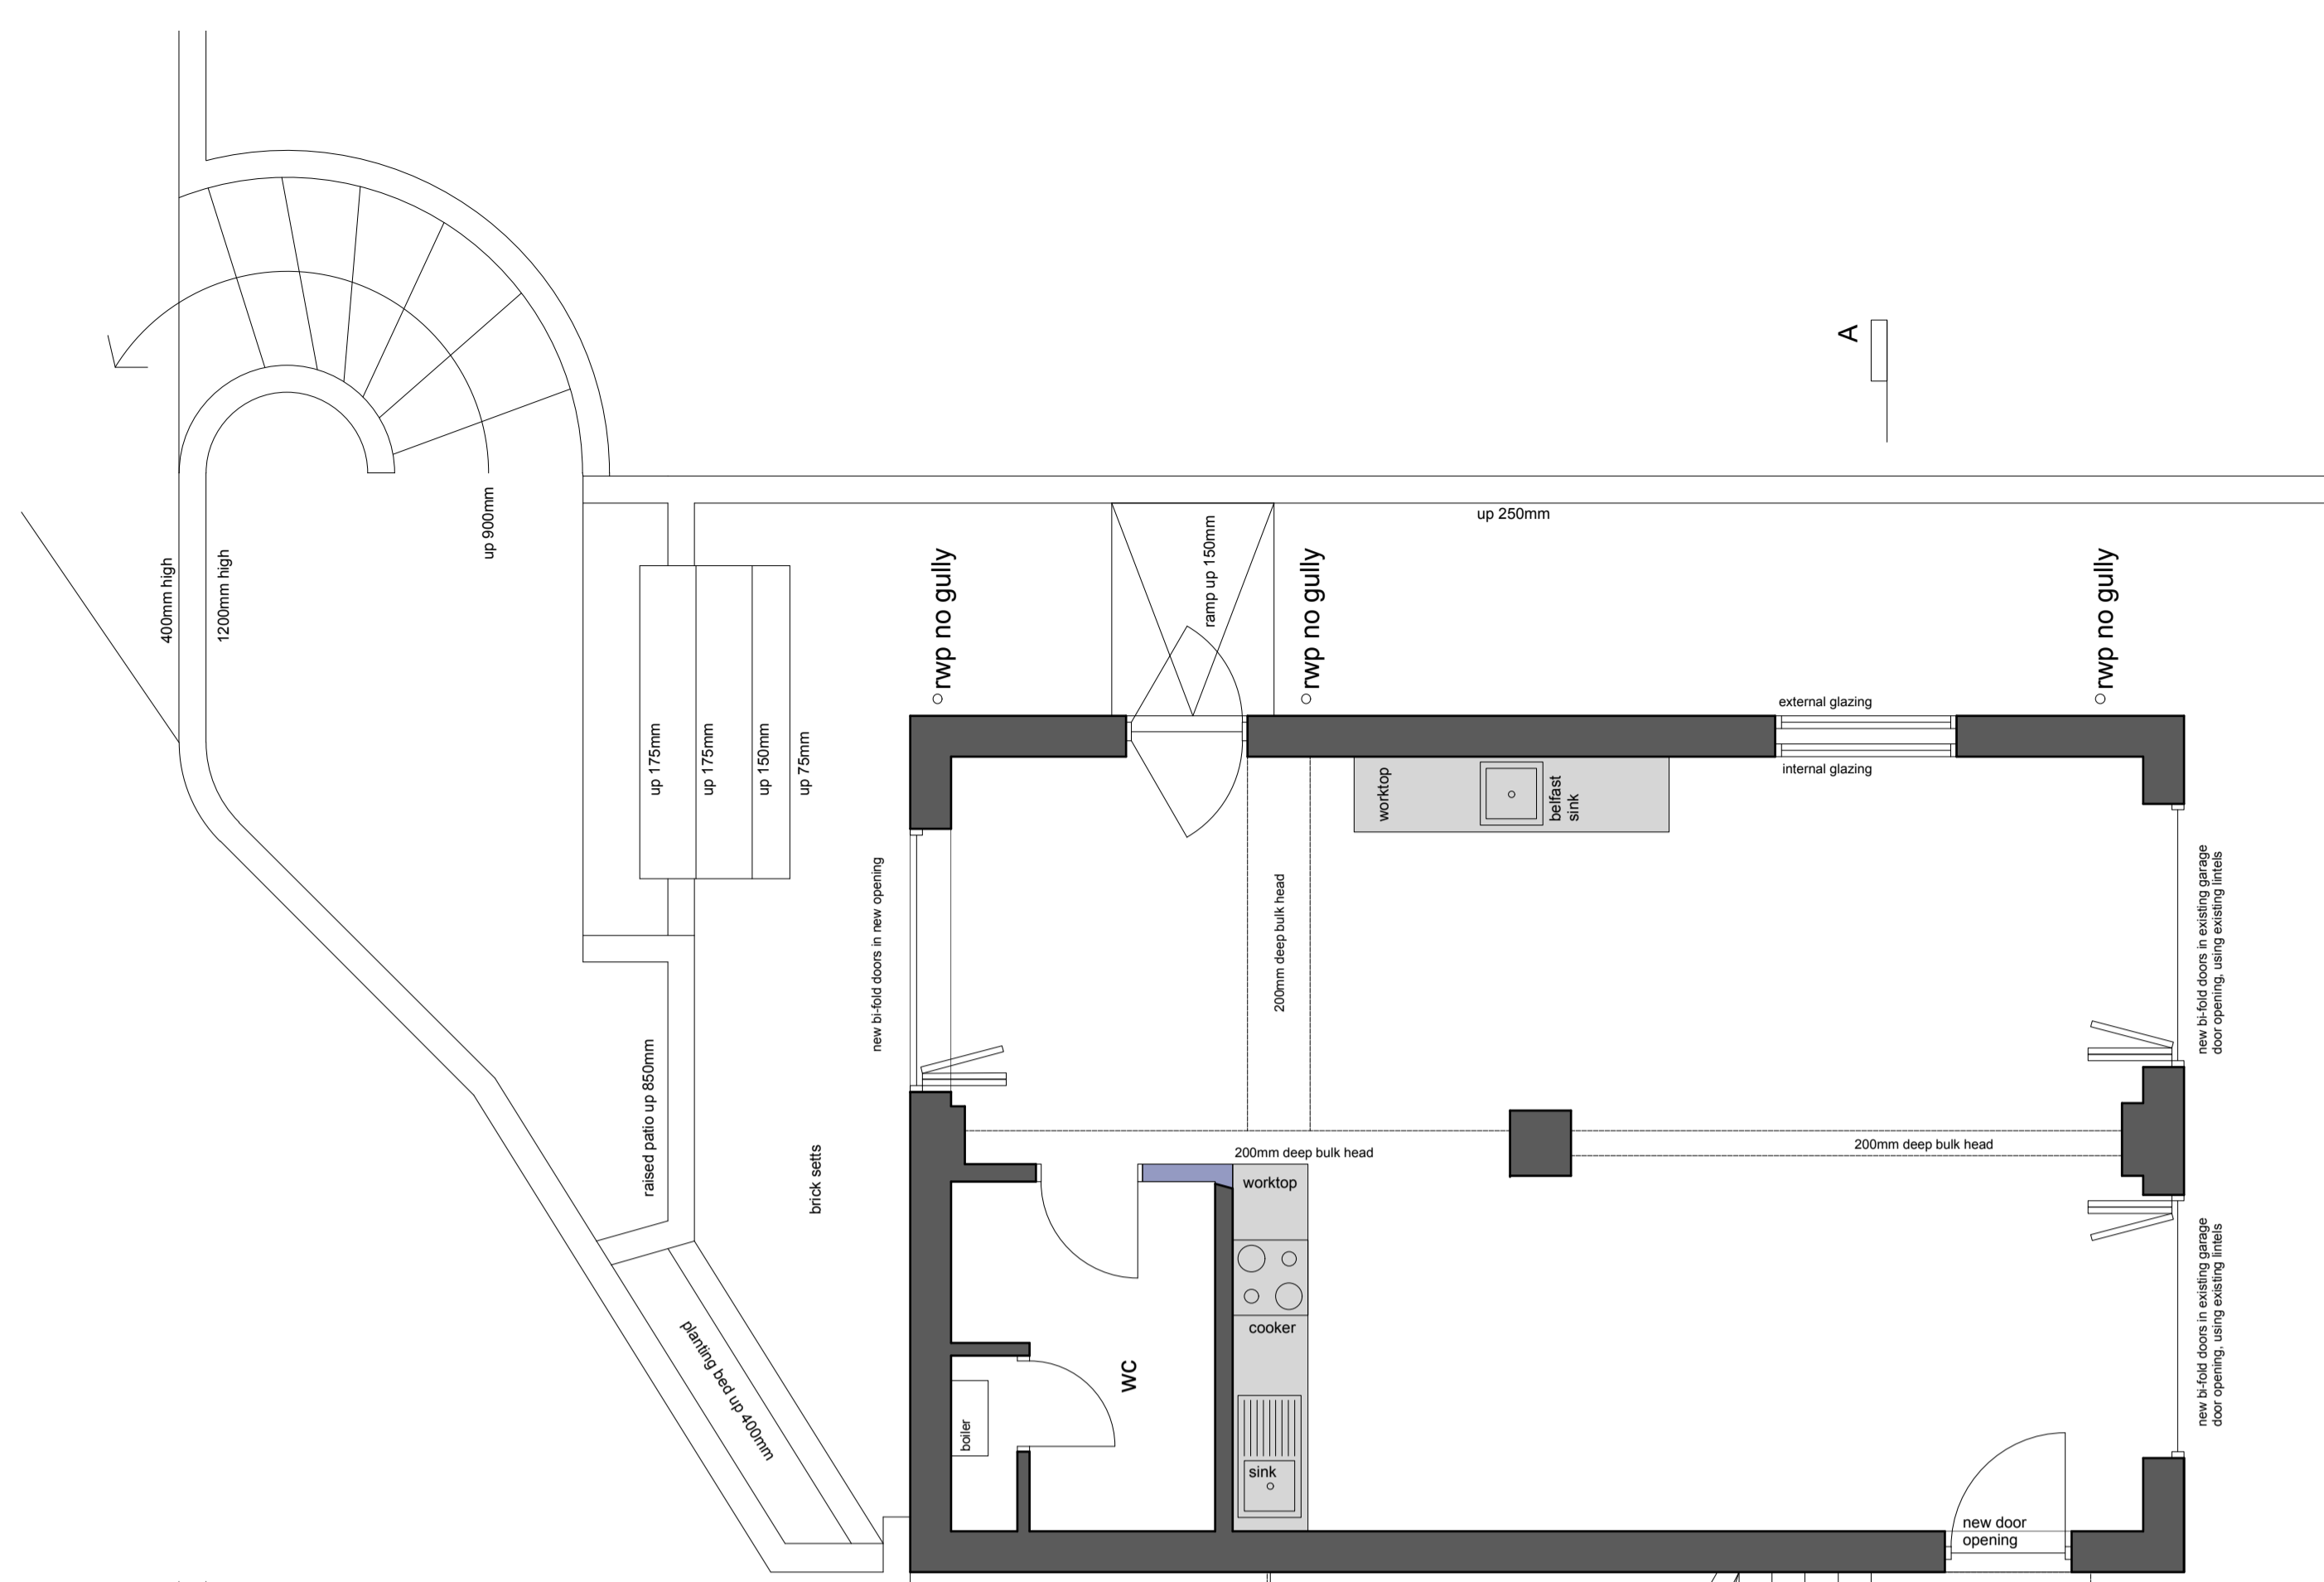 A
up 250mm
up 900mm
400mm high
1200mm high
ramp up 150mm
rwp no gully
rwp no gully
rwp no gully
up 175mm
up 175mm
up 150mm
up 75mm
external glazing
internal glazing
worktop
belfast
sink
new bi-fold doors in new opening
200mm deep bulk head
new bi-fold doors in existing garage
door opening, using existing lintels
raised patio up 850mm
brick setts
200mm deep bulk head
200mm deep bulk head
worktop
cooker
wc
planting bed up 400mm
boiler
sink
new bi-fold doors in existing garage
door opening, using existing lintels
new door
opening